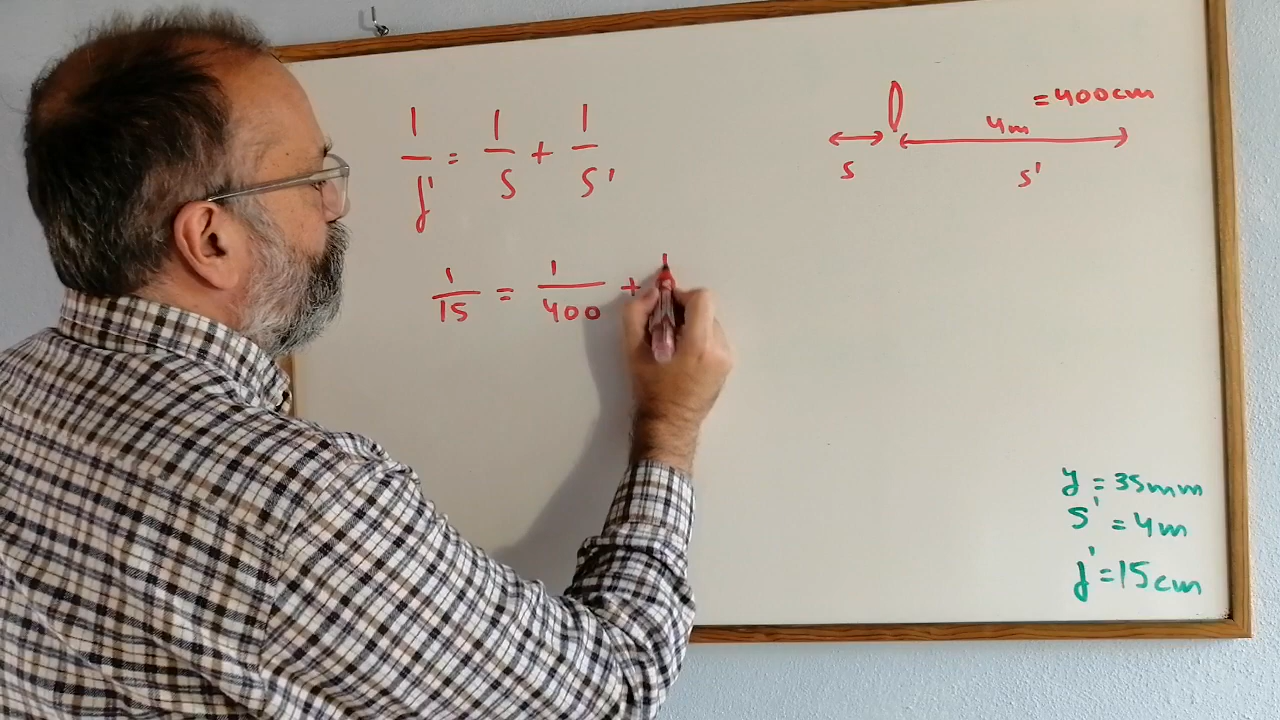 1/f' = 1/s + 1/s'
= 400cm
4m
s
s'
1/15 = 1/400 + 1
y = 35mm
s' = 4m
f' = 15cm